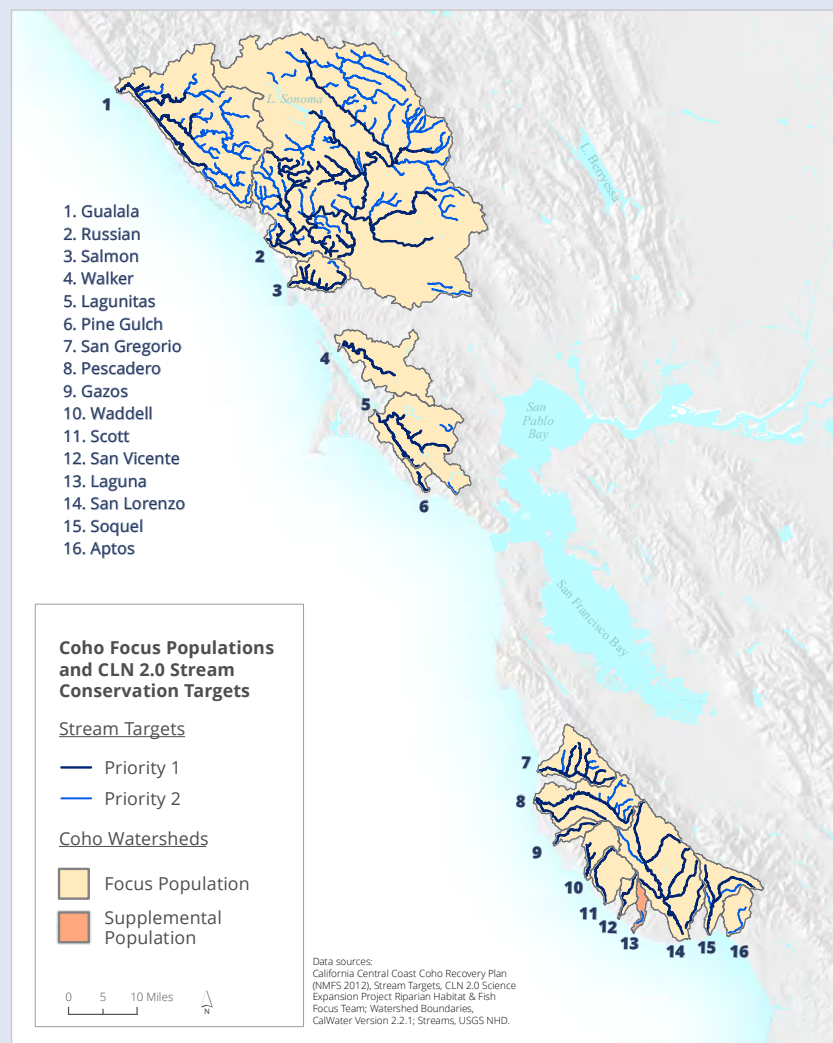 L. Sonoma
L. Berryessa
1
1. Gualala
2. Russian
3. Salmon
4. Walker
5. Lagunitas
6. Pine Gulch
7. San Gregorio
8. Pescadero
9. Gazos
10. Waddell
11. Scott
12. San Vicente
13. Laguna
14. San Lorenzo
15. Soquel
16. Aptos
2
3
4
5
6
San
Pablo
Bay
San Francisco Bay
Coho Focus Populations
and CLN 2.0 Stream
Conservation Targets
Stream Targets
Priority 1
Priority 2
Coho Watersheds
Focus Population
Supplemental
Population
0 5 10 Miles
N
7
8
9
10
11
12
13
14
15
16
Data sources:
California Central Coast Coho Recovery Plan
(NMFS 2012), Stream Targets, CLN 2.0 Science
Expansion Project Riparian Habitat & Fish
Focus Team; Watershed Boundaries,
CalWater Version 2.2.1; Streams, USGS NHD.